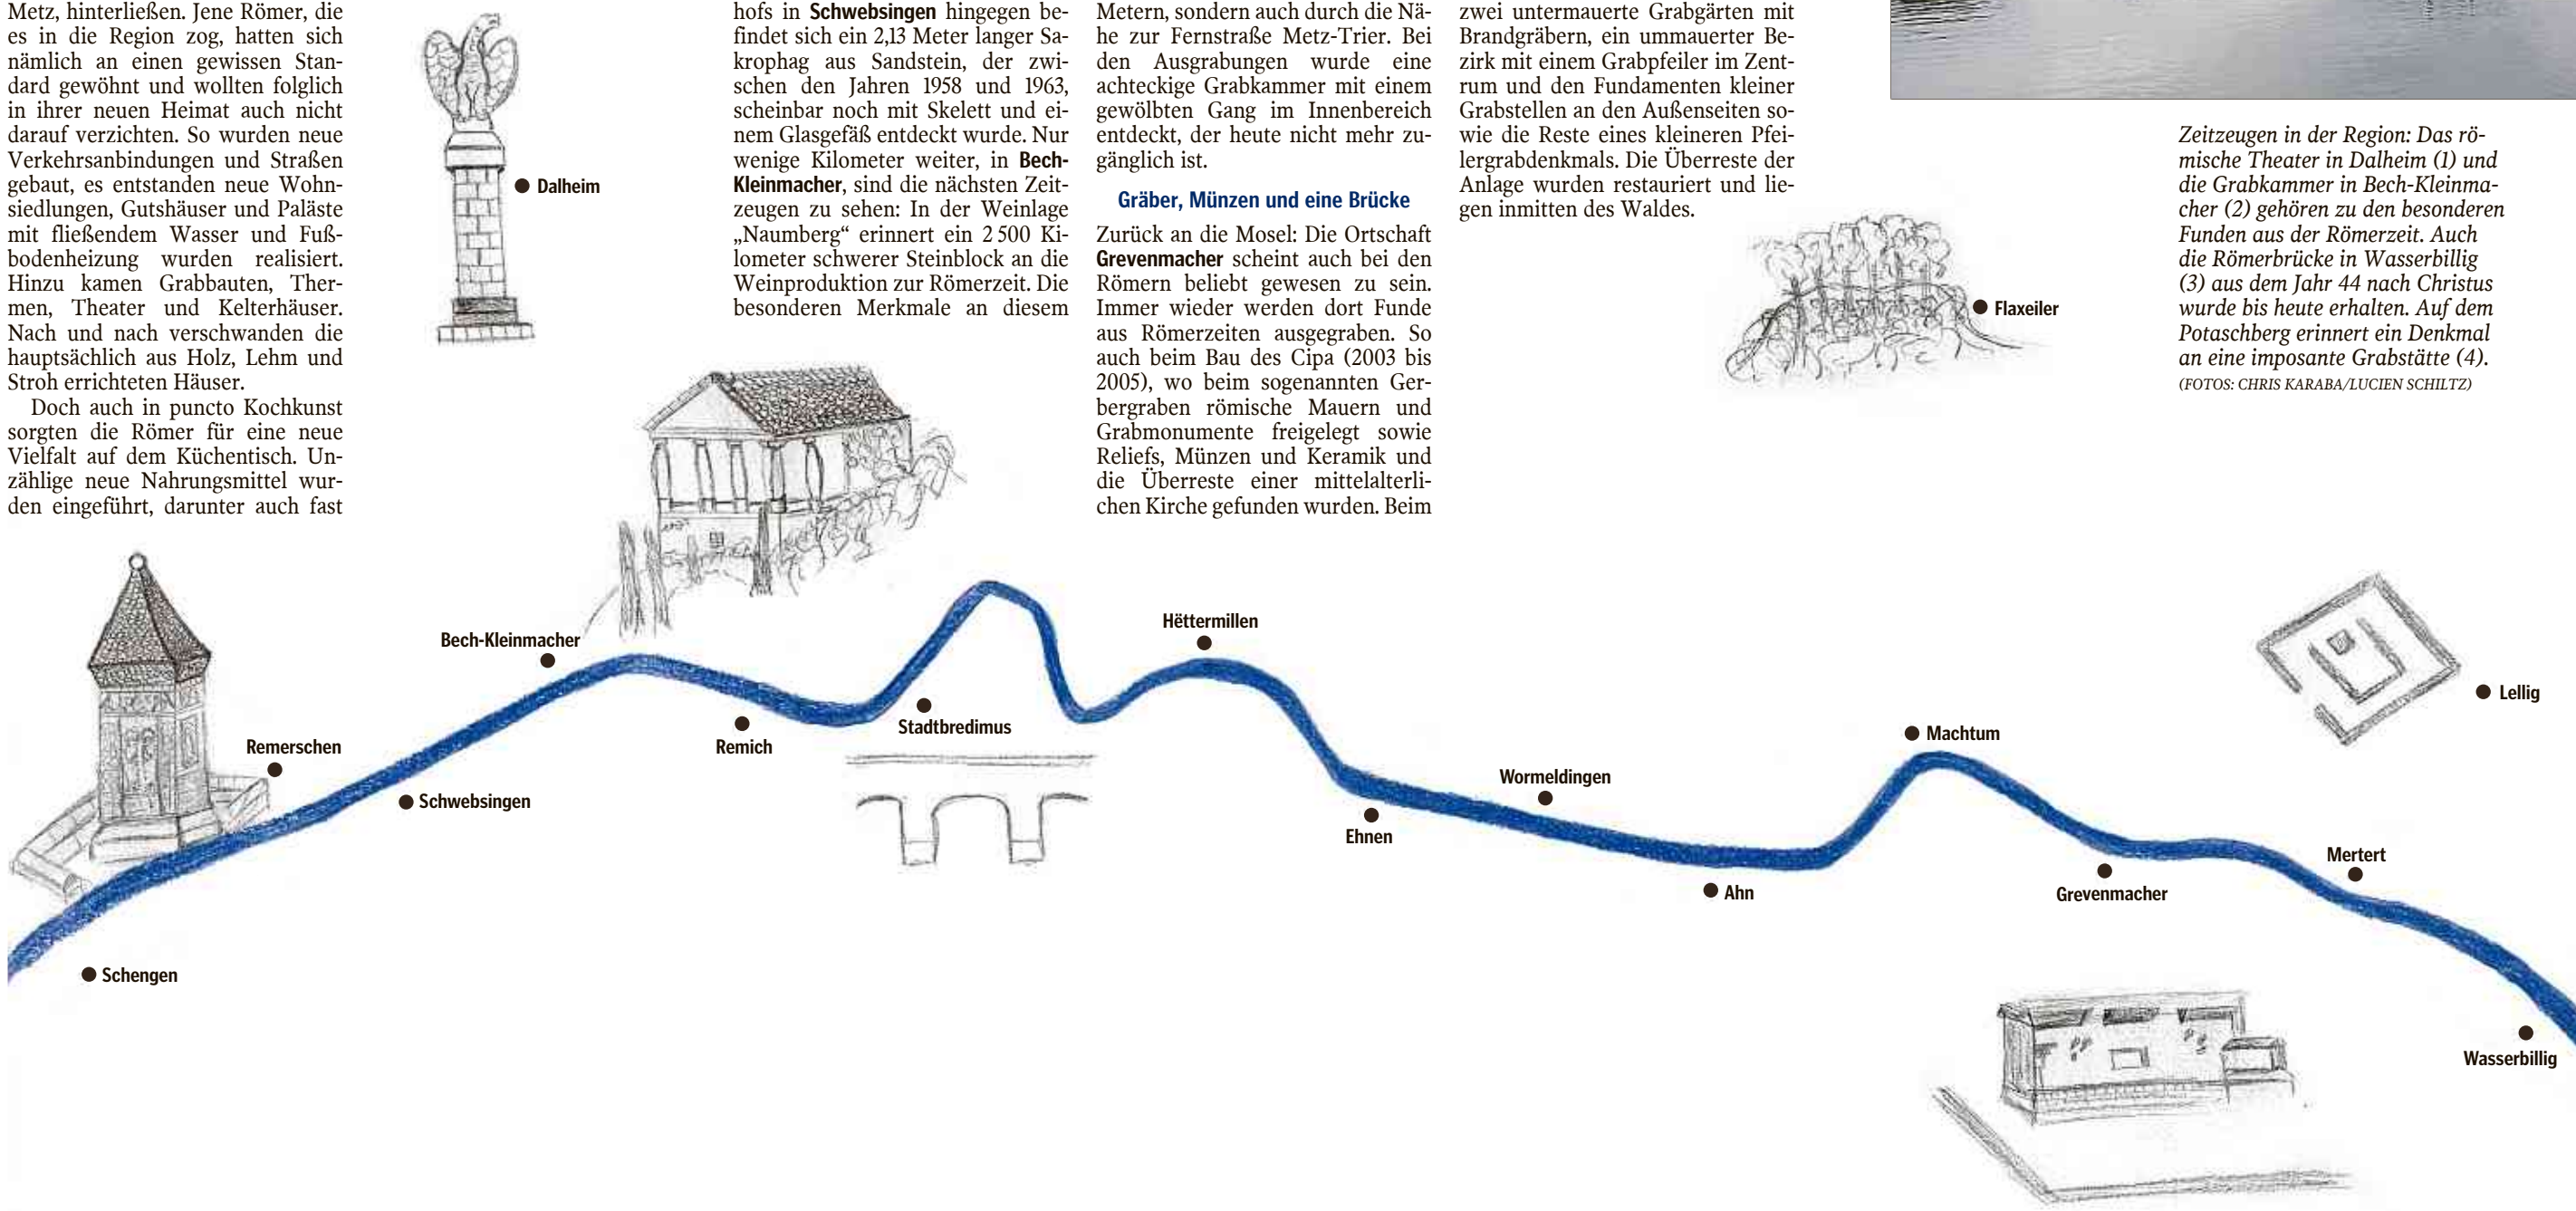 Metz, hinterließen. Jene Römer, die
es in die Region zog, hatten sich
nämlich an einen gewissen Stan-
dard gewöhnt und wollten folglich
in ihrer neuen Heimat auch nicht
darauf verzichten. So wurden neue
Verkehrsanbindungen und Straßen
gebaut, es entstanden neue Wohn-
siedlungen, Gutshäuser und Paläste
mit fließendem Wasser und Fuß-
bodenheizung wurden realisiert.
Hinzu kamen Grabbauten, Ther-
men, Theater und Kelterhäuser.
Nach und nach verschwanden die
hauptsächlich aus Holz, Lehm und
Stroh errichteten Häuser.
Doch auch in puncto Kochkunst
sorgten die Römer für eine neue
Vielfalt auf dem Küchentisch. Un-
zählige neue Nahrungsmittel wur-
den eingeführt, darunter auch fast
Dalheim
hofs in Schwebsingen hingegen be-
findet sich ein 2,13 Meter langer Sa-
krophag aus Sandstein, der zwi-
schen den Jahren 1958 und 1963,
scheinbar noch mit Skelett und ei-
nem Glasgefäß entdeckt wurde. Nur
wenige Kilometer weiter, in Bech-
Kleinmacher, sind die nächsten Zeit-
zeugen zu sehen: In der Weinlage
„Naumberg“ erinnert ein 2 500 Ki-
lometer schwerer Steinblock an die
Weinproduktion zur Römerzeit. Die
besonderen Merkmale an diesem
Metern, sondern auch durch die Nä-
he zur Fernstraße Metz-Trier. Bei
den Ausgrabungen wurde eine
achteckige Grabkammer mit einem
gewölbten Gang im Innenbereich
entdeckt, der heute nicht mehr zu-
gänglich ist.
Gräber, Münzen und eine Brücke
Zurück an die Mosel: Die Ortschaft
Grevenmacher scheint auch bei den
Römern beliebt gewesen zu sein.
Immer wieder werden dort Funde
aus Römerzeiten ausgegraben. So
auch beim Bau des Cipa (2003 bis
2005), wo beim sogenannten Ger-
bergraben römische Mauern und
Grabmonumente freigelegt sowie
Reliefs, Münzen und Keramik und
die Überreste einer mittelalterli-
chen Kirche gefunden wurden. Beim
zwei untermauerte Grabgärten mit
Brandgräbern, ein ummauerter Be-
zirk mit einem Grabpfeiler im Zent-
rum und den Fundamenten kleiner
Grabstellen an den Außenseiten so-
wie die Reste eines kleineren Pfei-
lergrabdenkmals. Die Überreste der
Anlage wurden restauriert und lie-
gen inmitten des Waldes.
Flaxeiler
Zeitzeugen in der Region: Das rö-
mische Theater in Dalheim (1) und
die Grabkammer in Bech-Kleinma-
cher (2) gehören zu den besonderen
Funden aus der Römerzeit. Auch
die Römerbrücke in Wasserbillig
(3) aus dem Jahr 44 nach Christus
wurde bis heute erhalten. Auf dem
Potaschberg erinnert ein Denkmal
an eine imposante Grabstätte (4).
(FOTOS: CHRIS KARABA/LUCIEN SCHILTZ)
Schengen
Remerschen
Schwebsingen
Bech-Kleinmacher
Remich
Stadtbredimus
Hëttermillen
Ehnen
Wormeldingen
Ahn
Machtum
Grevenmacher
Lellig
Mertert
Wasserbillig